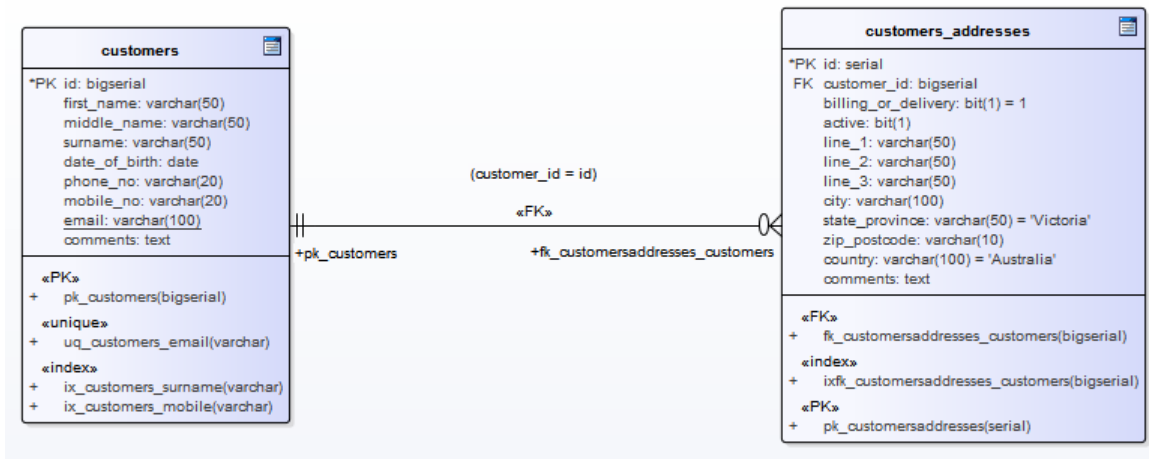 customers
*PK id: bigserial
first_name: varchar(50)
middle_name: varchar(50)
surname: varchar(50)
date_of_birth: date
phone_no: varchar(20)
mobile_no: varchar(20)
email: varchar(100)
comments: text
«PK»
+ pk_customers(bigserial)
«unique»
+ uq_customers_email(varchar)
«index»
+ ix_customers_surname(varchar)
+ ix_customers_mobile(varchar)
(customer_id = id)
«FK»
+pk_customers
+fk_customersaddresses_customers
customers_addresses
*PK id: serial
FK customer_id: bigserial
billing_or_delivery: bit(1) = 1
active: bit(1)
line_1: varchar(50)
line_2: varchar(50)
line_3: varchar(50)
city: varchar(100)
state_province: varchar(50) = 'Victoria'
zip_postcode: varchar(10)
country: varchar(100) = 'Australia'
comments: text
«FK»
+ fk_customersaddresses_customers(bigserial)
«index»
+ ixfk_customersaddresses_customers(bigserial)
«PK»
+ pk_customersaddresses(serial)